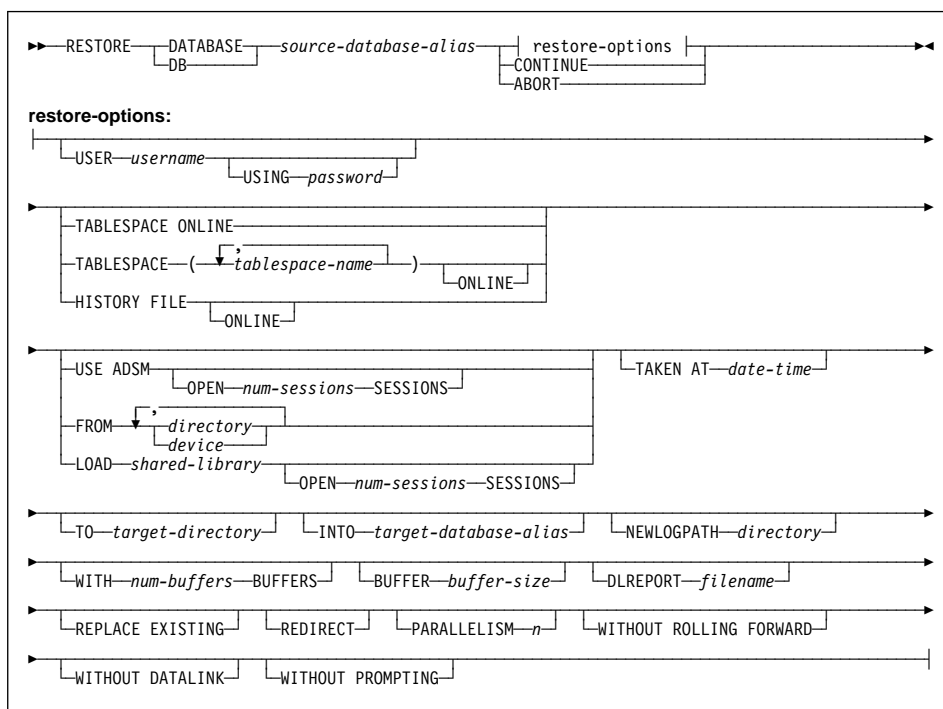 RESTORE DATABASE source-database-alias restore-options
DB CONTINUE
ABORT
restore-options:
USER username
USING password
TABLESPACE ONLINE
,
TABLESPACE ( tablespace-name )
ONLINE
HISTORY FILE
ONLINE
USE ADSM TAKEN AT date-time
OPEN num-sessions SESSIONS
,
FROM directory
device
LOAD shared-library
OPEN num-sessions SESSIONS
TO target-directory INTO target-database-alias NEWLOGPATH directory
WITH num-buffers BUFFERS BUFFER buffer-size DLREPORT filename
REPLACE EXISTING REDIRECT PARALLELISM n WITHOUT ROLLING FORWARD
WITHOUT DATALINK WITHOUT PROMPTING